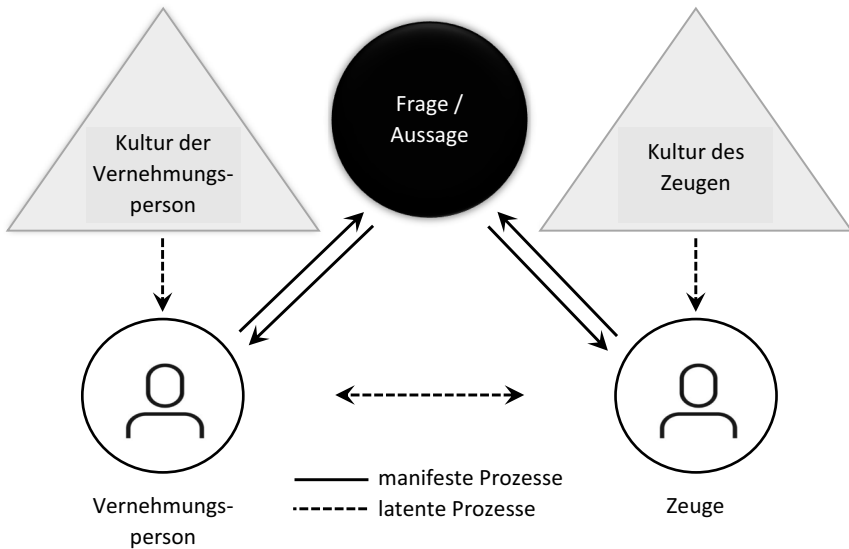 Kultur der
Vernehmungs-
person
Frage /
Aussage
Kultur des
Zeugen
manifeste Prozesse
latente Prozesse
Vernehmungs-
person
Zeuge